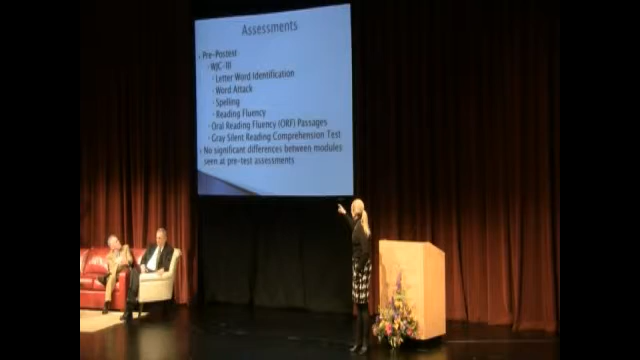 Assessments
Pre-Postest
WJC-III
Letter Word Identification
Word Attack
Spelling
Reading Fluency
Oral Reading Fluency (ORF) Passages
Gray Silent Reading Comprehension Test
No significant differences between modules
seen at pre-test assessments